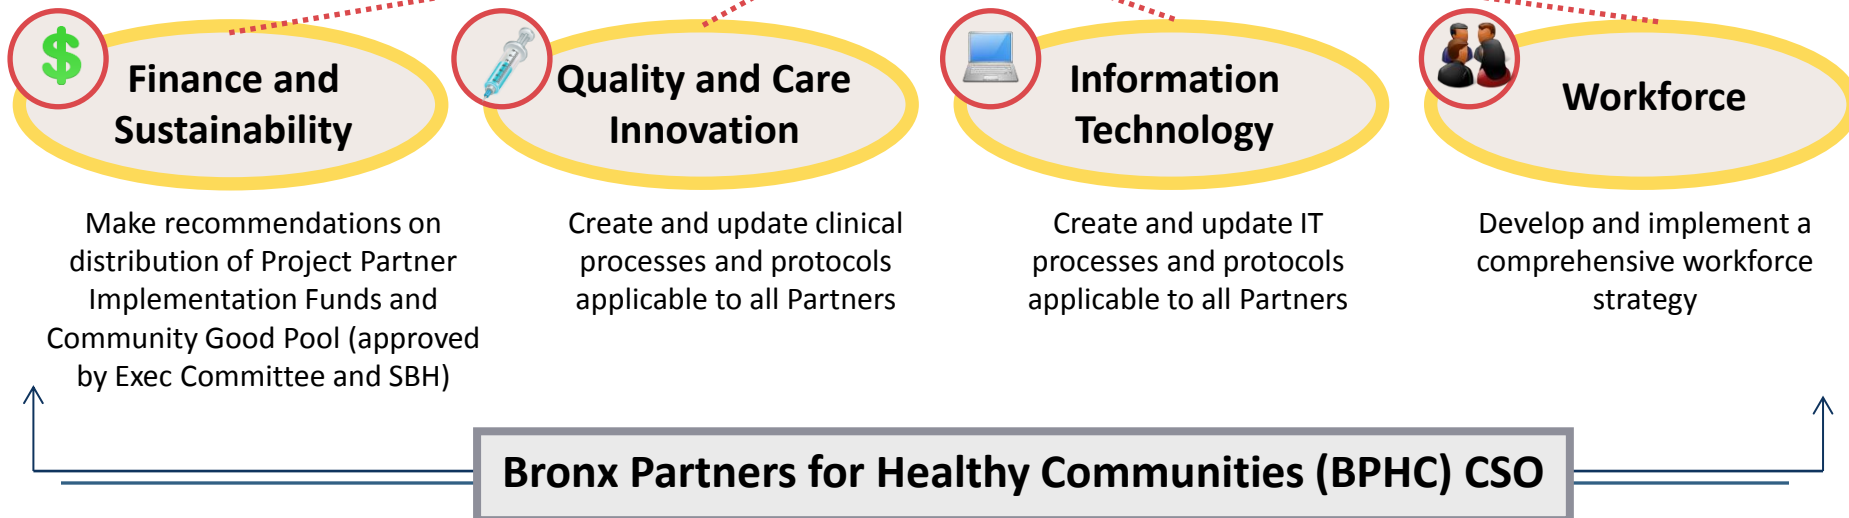 $
Finance and
Sustainability
Quality and Care
Innovation
Information
Technology
Workforce
Make recommendations on
distribution of Project Partner
Implementation Funds and
Community Good Pool (approved
by Exec Committee and SBH)
Create and update clinical
processes and protocols
applicable to all Partners
Create and update IT
processes and protocols
applicable to all Partners
Develop and implement a
comprehensive workforce
strategy
Bronx Partners for Healthy Communities (BPHC) CSO